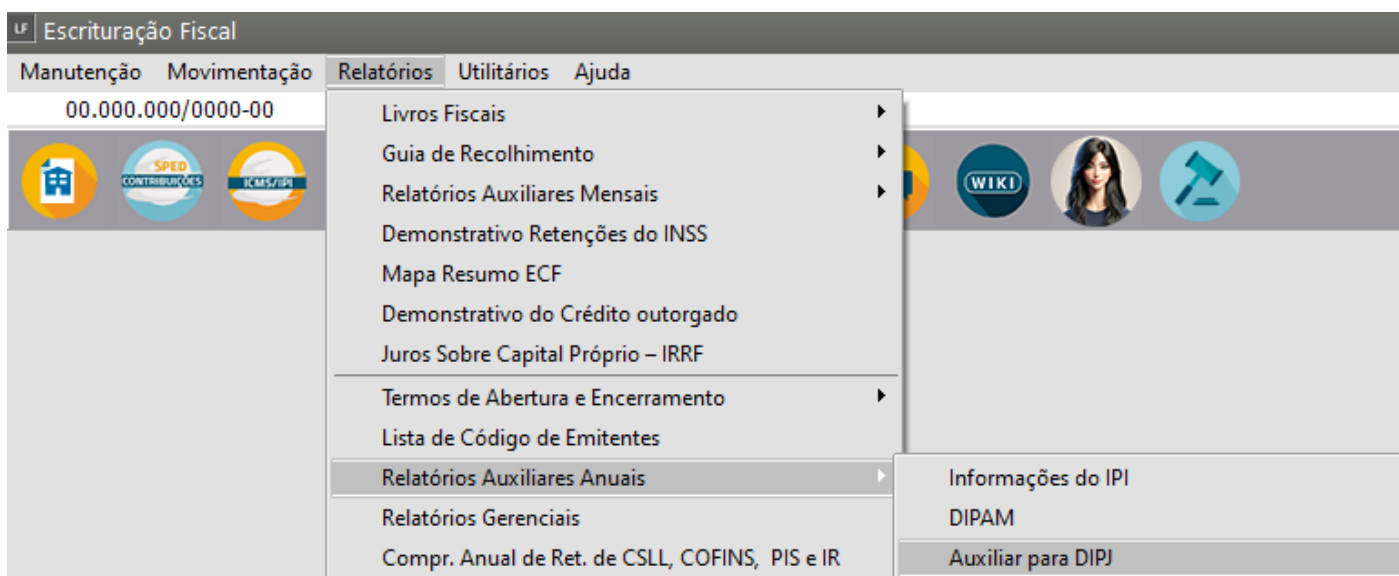 LF Escrituração Fiscal
Manutenção Movimentação Relatórios Utilitários Ajuda
00.000.000/0000-00
SPED
CONTRIBUIÇÕES
ICMS/IPI
WIKI
Livros Fiscais
Guia de Recolhimento
Relatórios Auxiliares Mensais
Demonstrativo Retenções do INSS
Mapa Resumo ECF
Demonstrativo do Crédito outorgado
Juros Sobre Capital Próprio – IRRF
Termos de Abertura e Encerramento
Lista de Código de Emitentes
Relatórios Auxiliares Anuais
Relatórios Gerenciais
Compr. Anual de Ret. de CSLL, COFINS, PIS e IR
Informações do IPI
DIPAM
Auxiliar para DIPJ